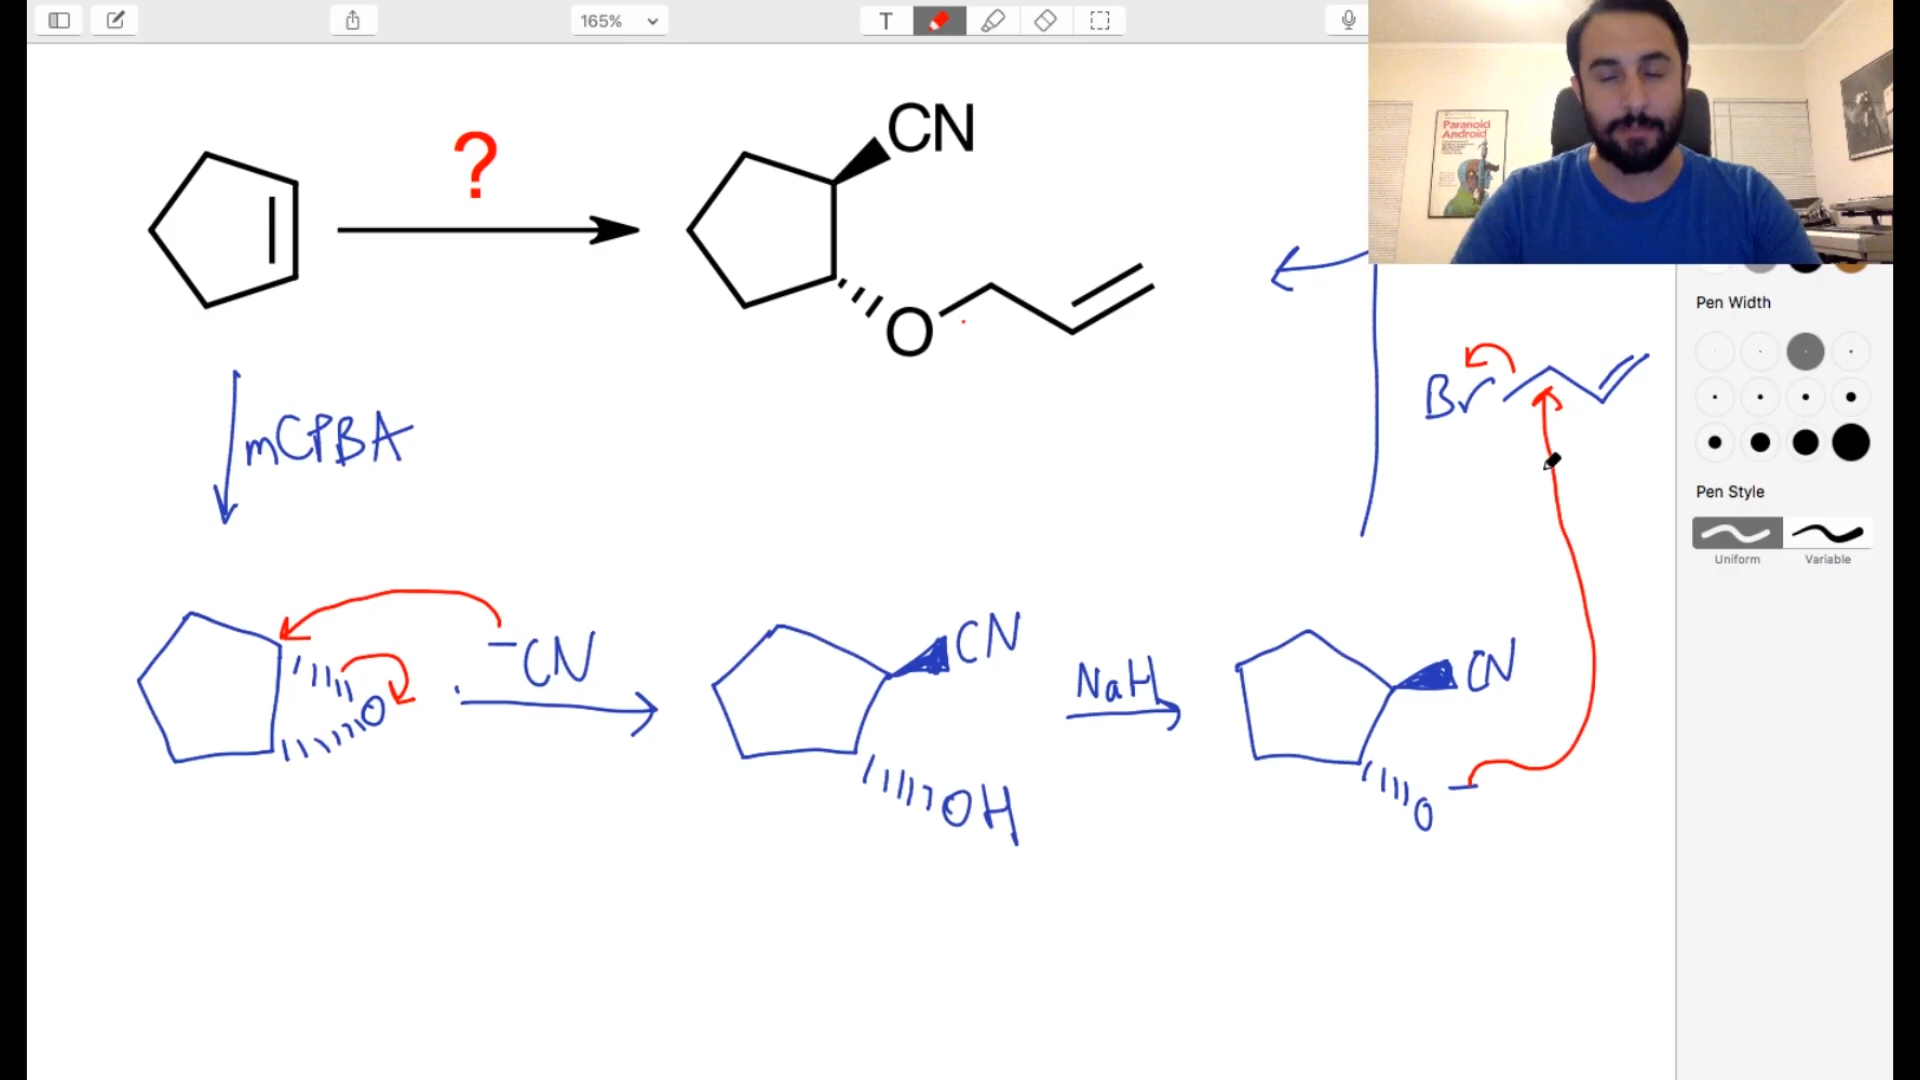 165%
T
Paranoid
Android
?
CN
O
Pen Width
Br
mCPBA
Pen Style
Uniform
Variable
O
−CN
CN
OH
NaH
CN
O −